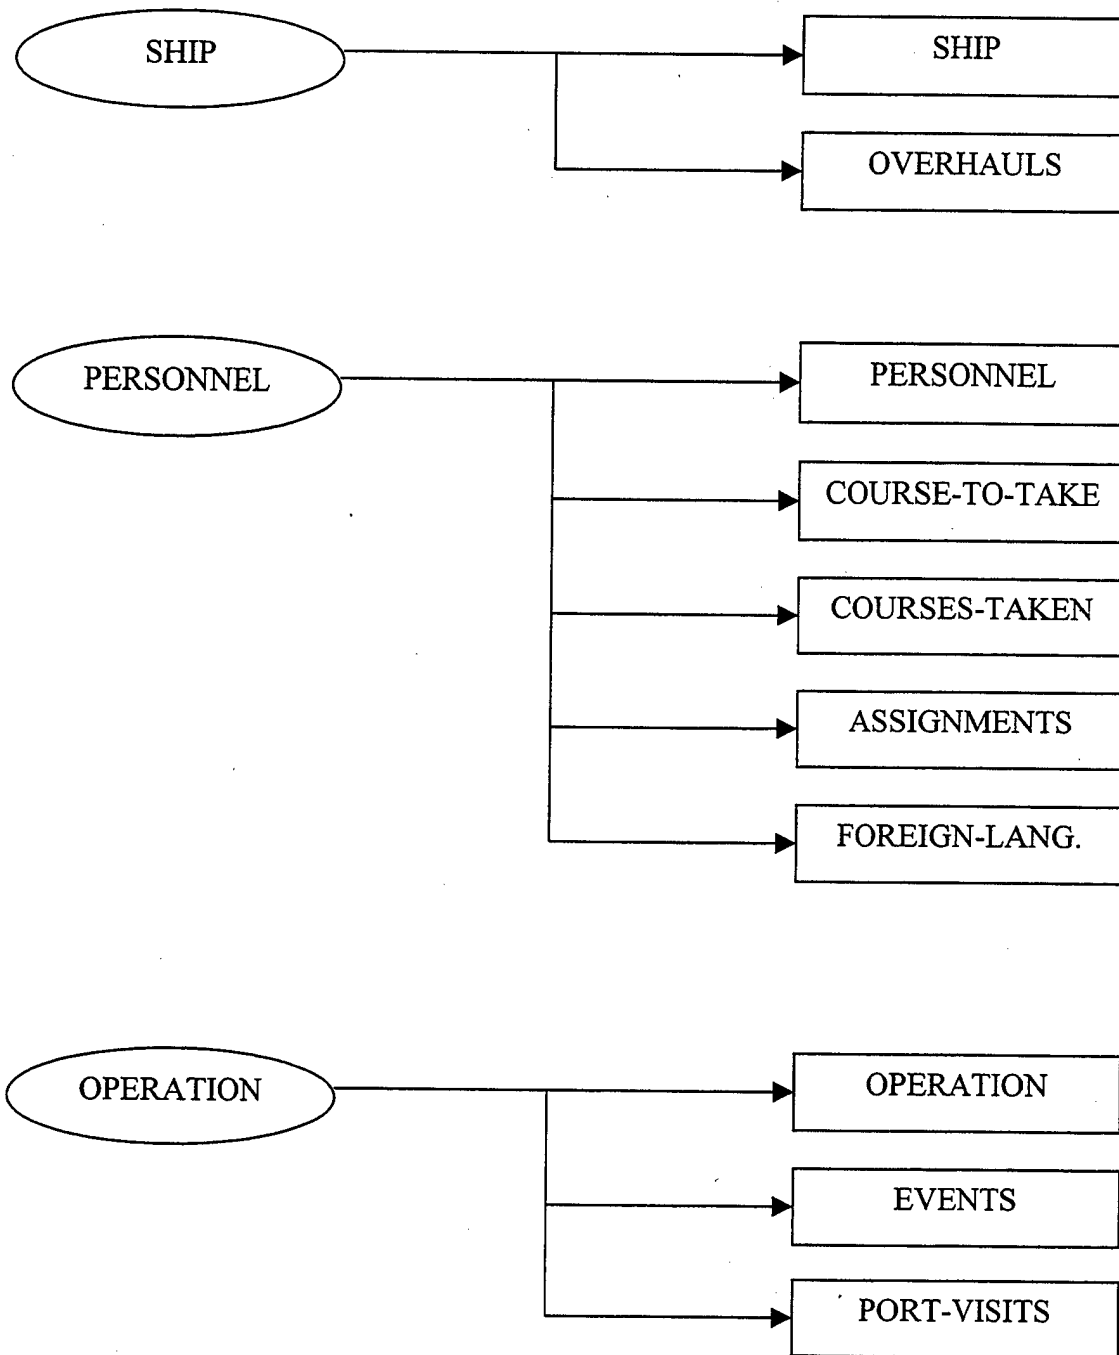 SHIP
SHIP
OVERHAULS
PERSONNEL
PERSONNEL
COURSE-TO-TAKE
COURSES-TAKEN
ASSIGNMENTS
FOREIGN-LANG.
OPERATION
OPERATION
EVENTS
PORT-VISITS